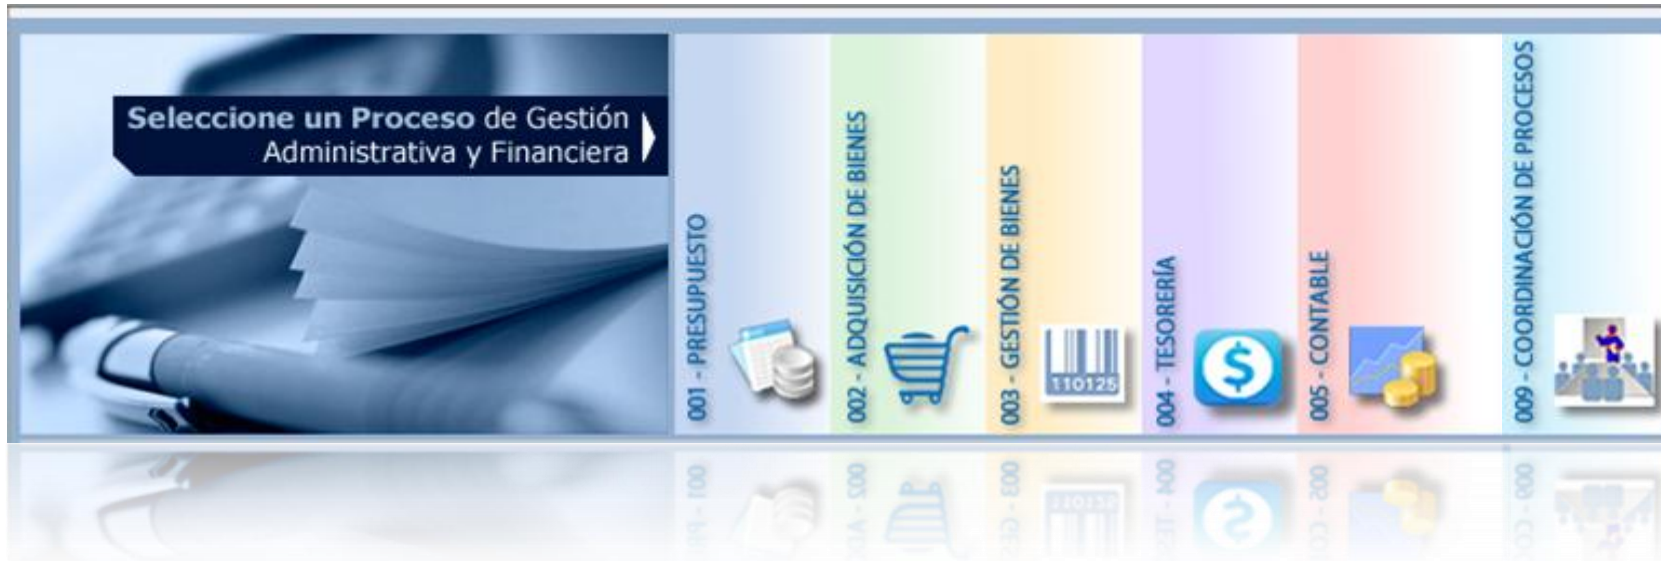 Seleccione un Proceso de Gestión
Administrativa y Financiera
001 - PRESUPUESTO
002 - ADQUISICIÓN DE BIENES
003 - GESTIÓN DE BIENES
110125
004 - TESORERÍA
005 - CONTABLE
009 - COORDINACIÓN DE PROCESOS